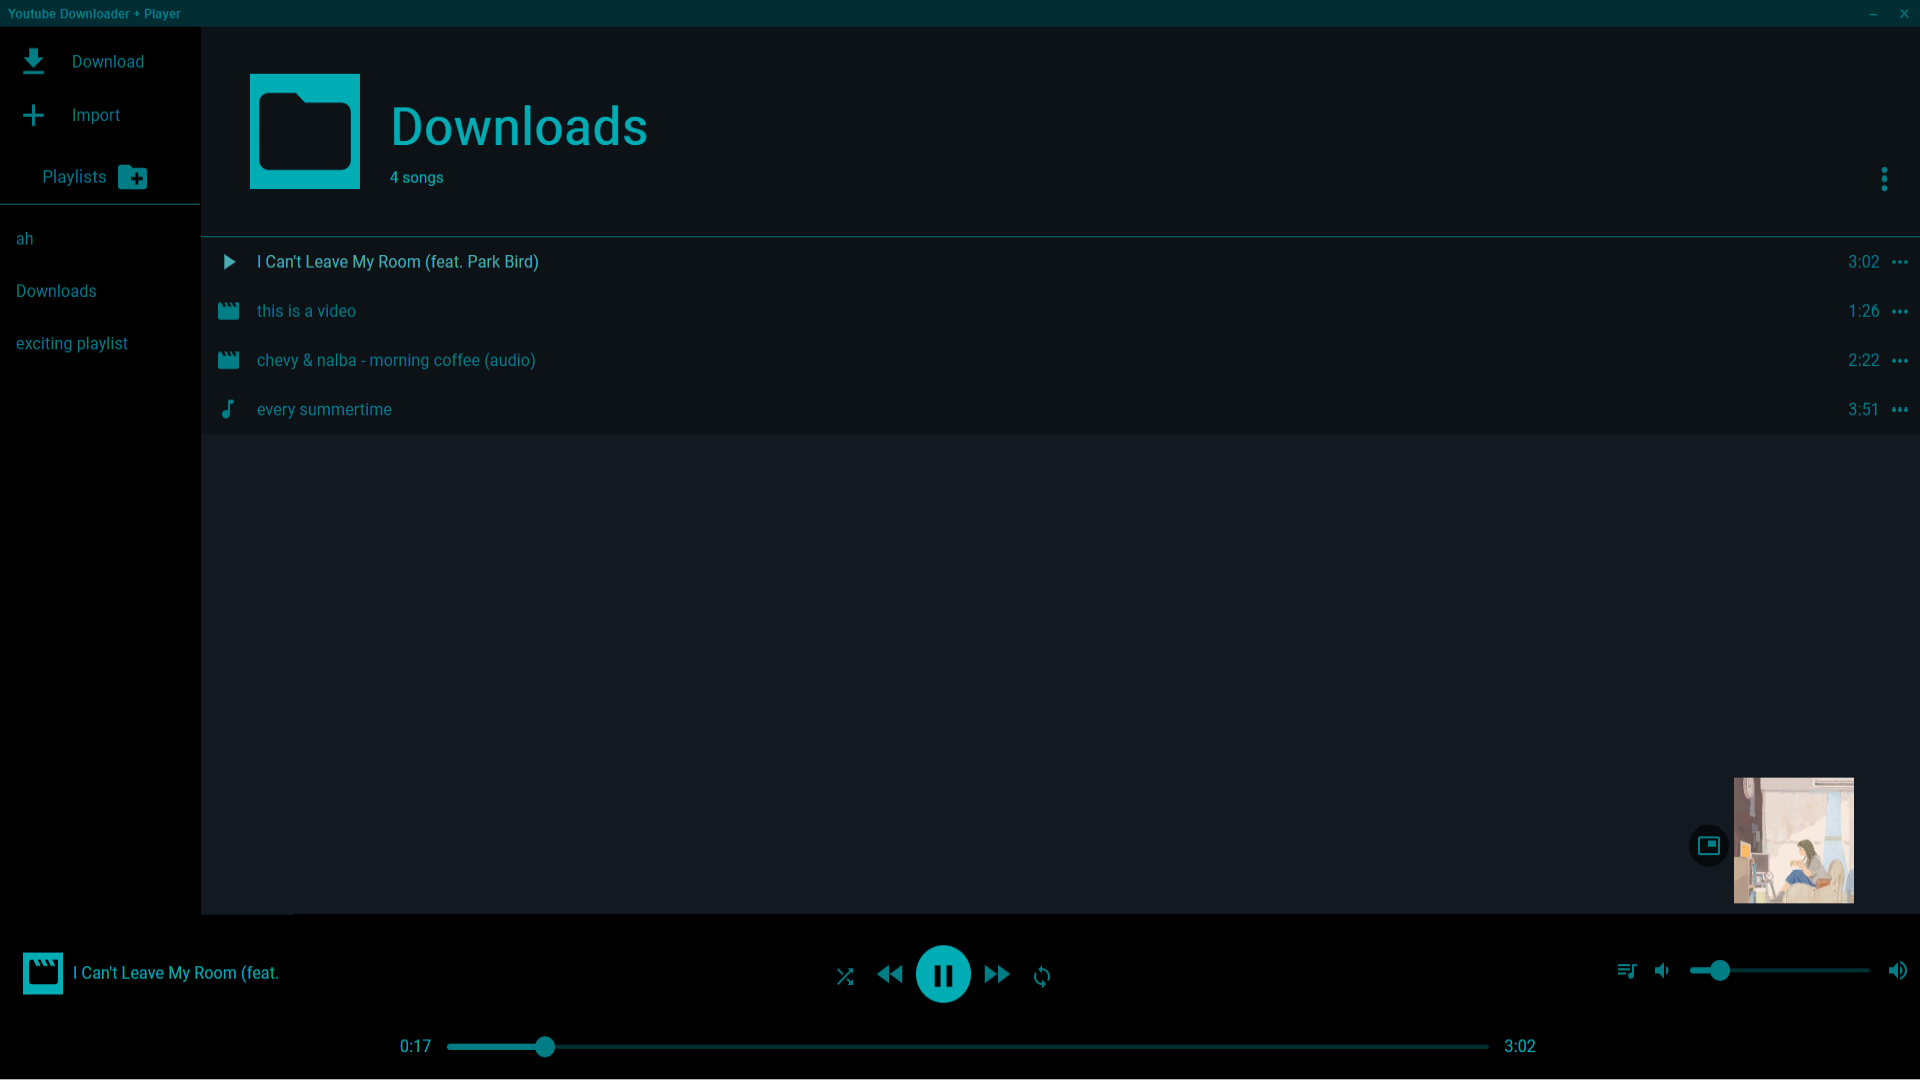 Youtube Downloader + Player
Download
Import
Playlists
ah
Downloads
exciting playlist
Downloads
4 songs
I Can't Leave My Room (feat. Park Bird) 3:02
this is a video 1:26
chevy & nalba - morning coffee (audio) 2:22
every summertime 3:51
I Can't Leave My Room (feat.
0:17 3:02